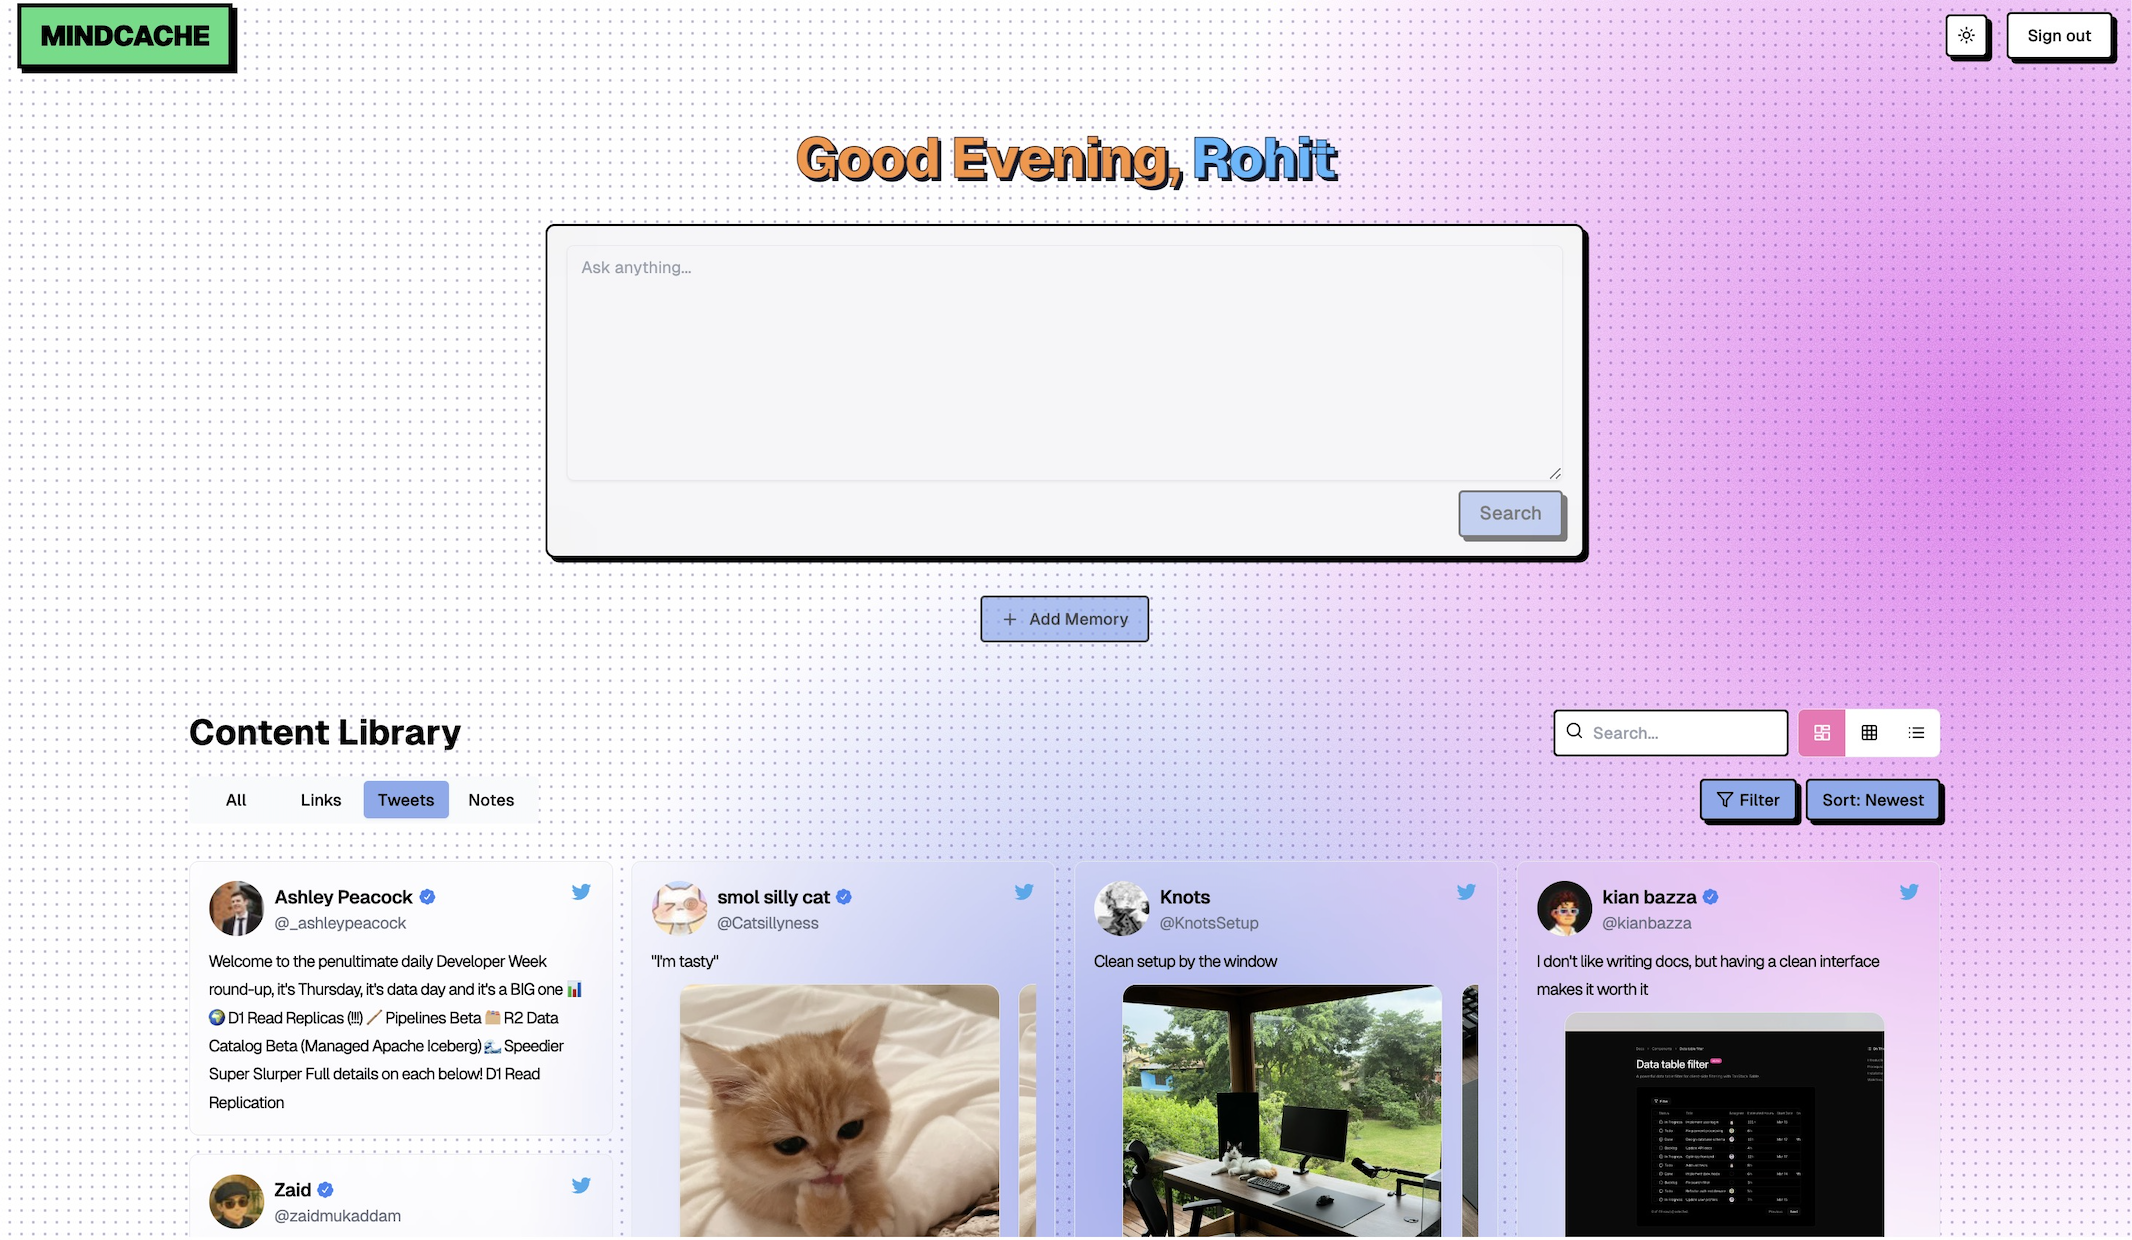 MINDCACHE
Sign out
Good Evening, Rohit
Ask anything...
Search
+ Add Memory
Content Library
Search...
All Links Tweets Notes
Filter Sort: Newest
Ashley Peacock
@_ashleypeacock
Welcome to the penultimate daily Developer Week
round-up, it's Thursday, it's data day and it's a BIG one 📊
🌍 D1 Read Replicas (!!!) 🥢 Pipelines Beta 🗂️ R2 Data
Catalog Beta (Managed Apache Iceberg) 🌊 Speedier
Super Slurper Full details on each below! D1 Read
Replication
Zaid
@zaidmukaddam
smol silly cat
@Catsillyness
"I'm tasty"
Knots
@KnotsSetup
Clean setup by the window
kian bazza
@kianbazza
I don't like writing docs, but having a clean interface
makes it worth it
Data table filter